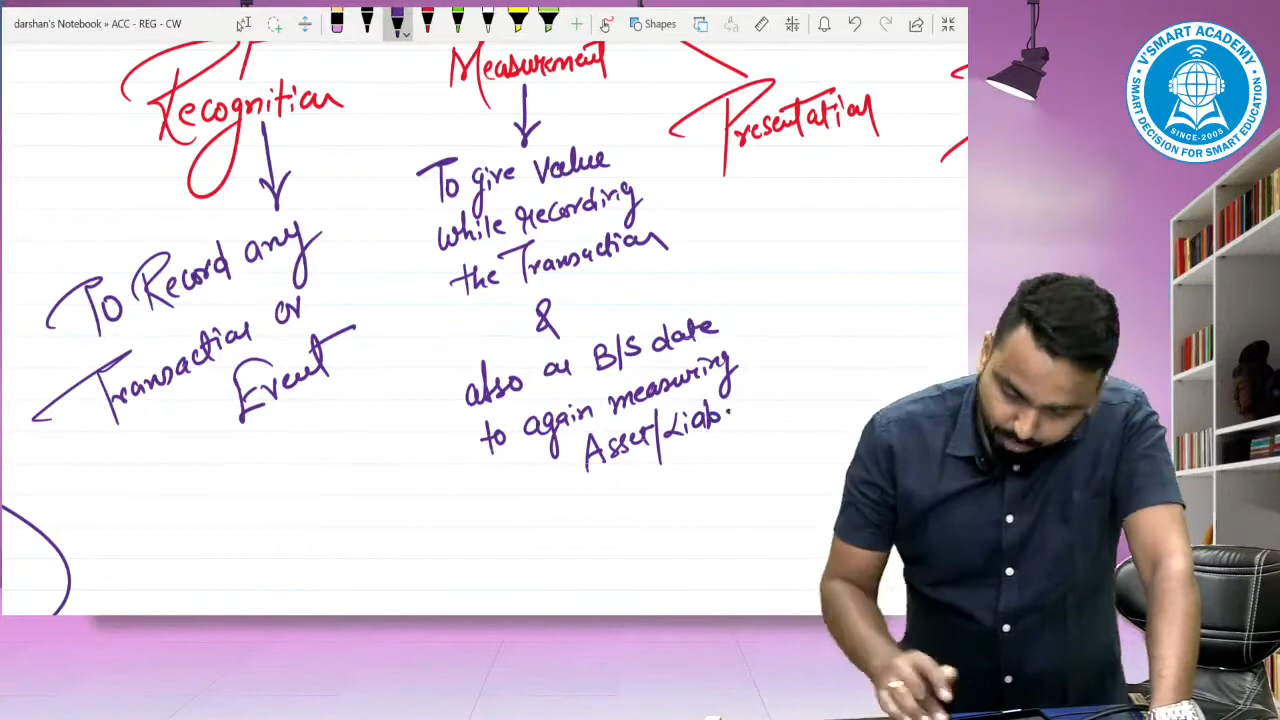 darshan's Notebook » ACC - REG - CW
Shapes
Recognition
Measurement
Presentation
To Record any
Transaction or
Event
To give value
while recording
the Transaction
&
also on B/S date
to again measuring
Asset/Liab.
V'SMART ACADEMY
SINCE-2005
SMART DECISION FOR SMART EDUCATION